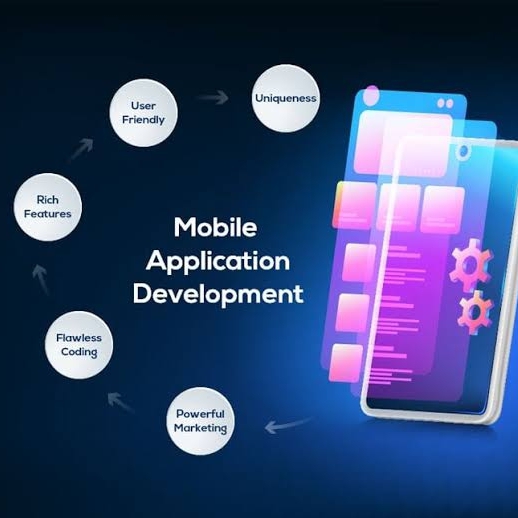 User
Friendly
Uniqueness
Rich
Features
Mobile
Application
Development
Flawless
Coding
Powerful
Marketing